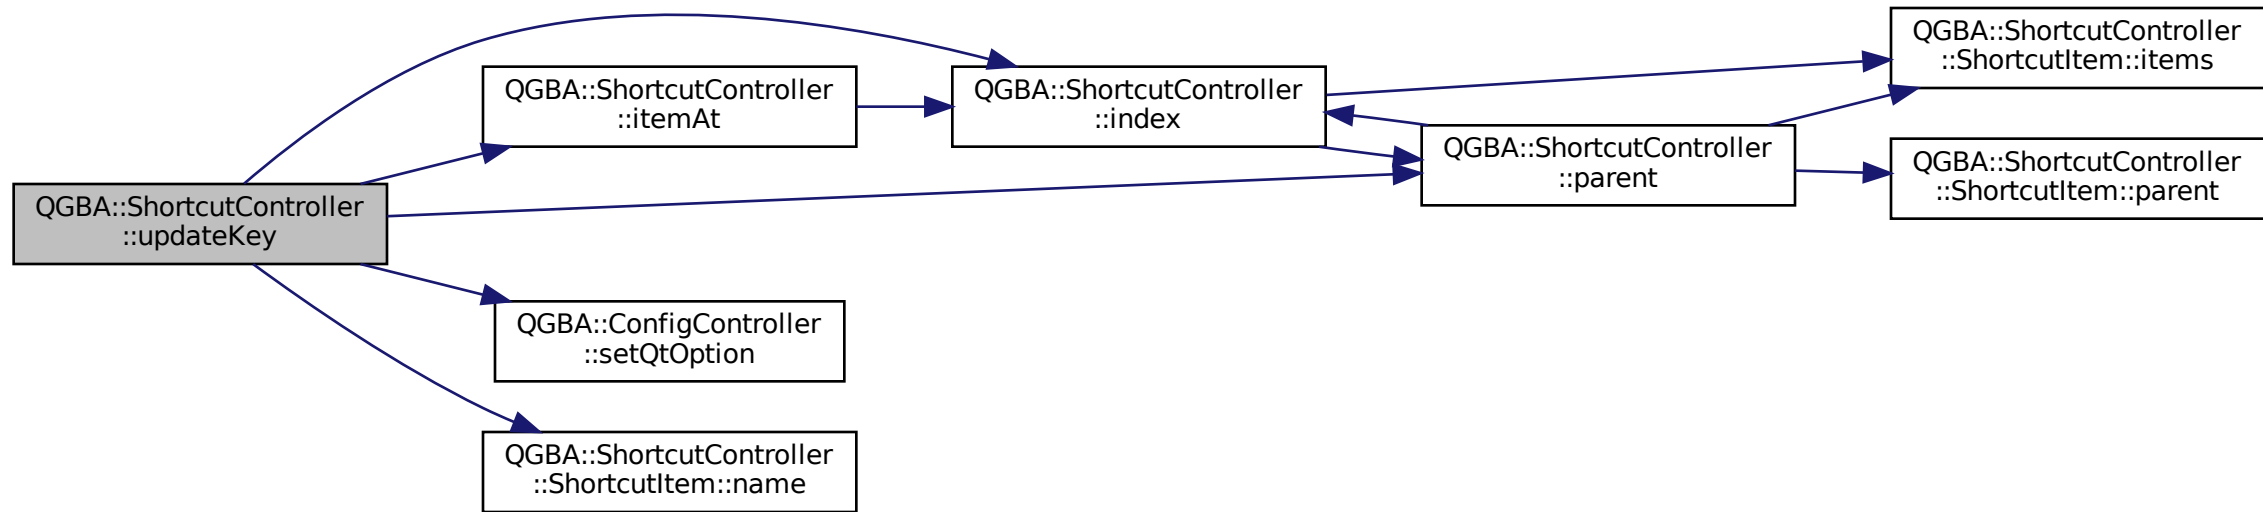 QGBA::ShortcutController
::updateKey
QGBA::ShortcutController
::itemAt
QGBA::ConfigController
::setQtOption
QGBA::ShortcutController
::ShortcutItem::name
QGBA::ShortcutController
::index
QGBA::ShortcutController
::parent
QGBA::ShortcutController
::ShortcutItem::items
QGBA::ShortcutController
::ShortcutItem::parent